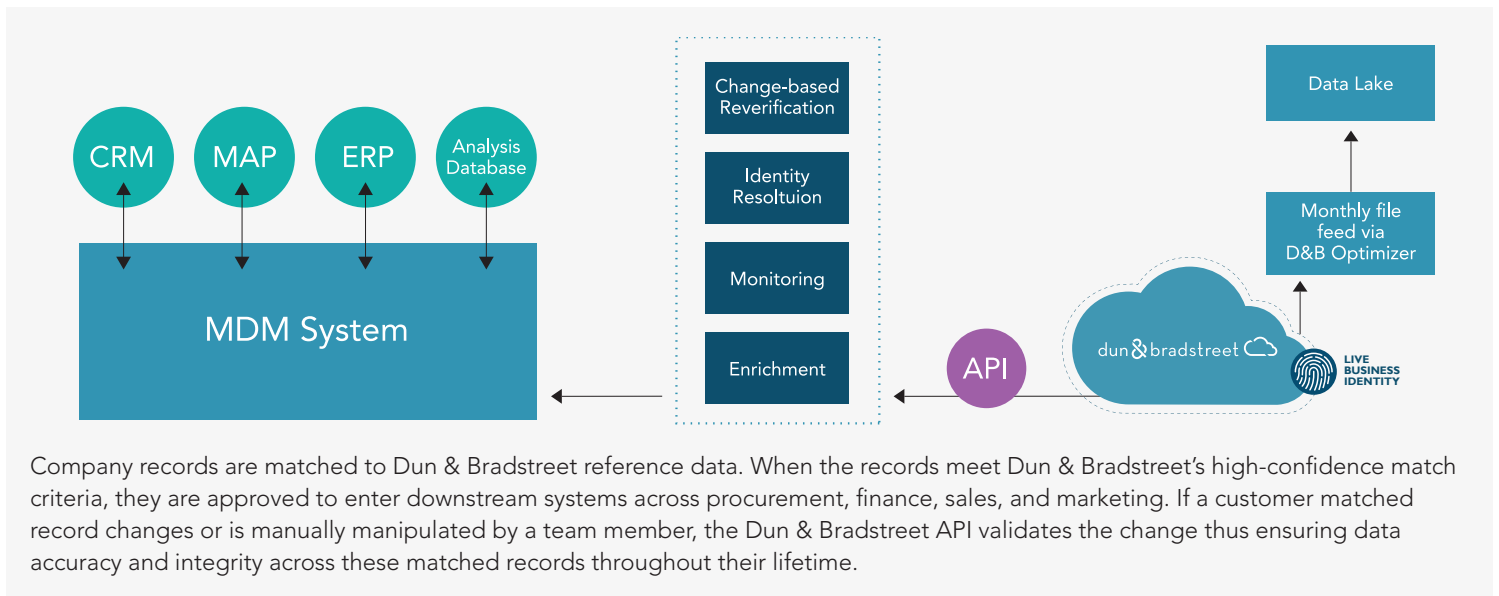 CRM
MAP
ERP
Analysis
Database
MDM System
Change-based
Reverification
Identity
Resoltuion
Monitoring
Enrichment
API
dun & bradstreet
LIVE
BUSINESS
IDENTITY
Monthly file
feed via
D&B Optimizer
Data Lake
Company records are matched to Dun & Bradstreet reference data. When the records meet Dun & Bradstreet’s high-confidence match
criteria, they are approved to enter downstream systems across procurement, finance, sales, and marketing. If a customer matched
record changes or is manually manipulated by a team member, the Dun & Bradstreet API validates the change thus ensuring data
accuracy and integrity across these matched records throughout their lifetime.